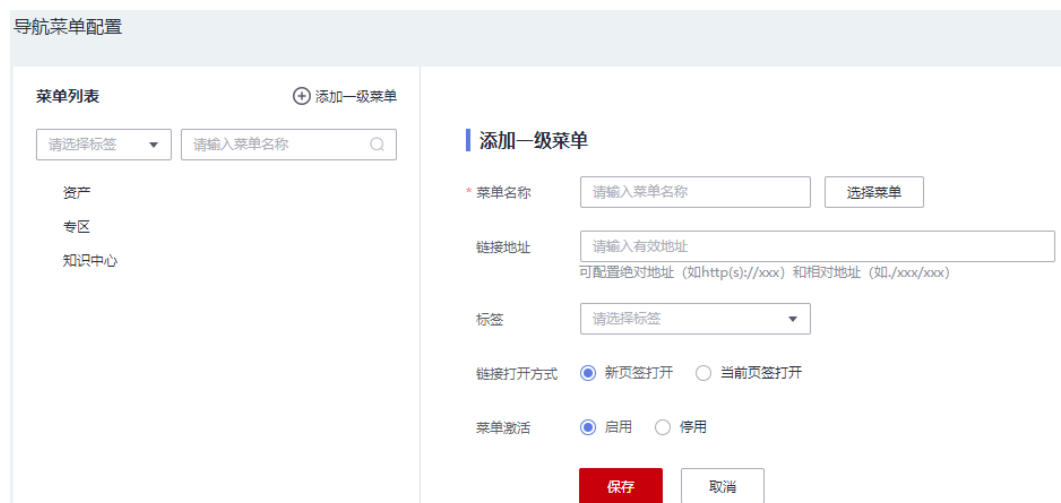 导航菜单配置
菜单列表
添加一级菜单
请选择标签
请输入菜单名称
资产
专区
知识中心
添加一级菜单
* 菜单名称
请输入菜单名称
选择菜单
链接地址
请输入有效地址
可配置绝对地址（如http(s)://xxx）和相对地址（如./xxx/xxx）
标签
请选择标签
链接打开方式
新页签打开
当前页签打开
菜单激活
启用
停用
保存
取消